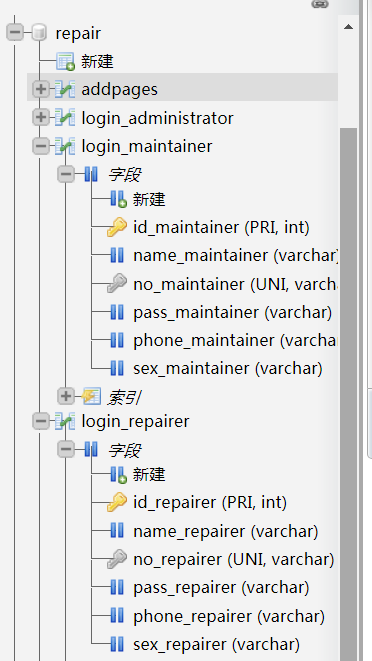 repair
新建
addpages
login_administrator
login_maintainer
字段
新建
id_maintainer (PRI, int)
name_maintainer (varchar)
no_maintainer (UNI, varcha
pass_maintainer (varchar)
phone_maintainer (varchar)
sex_maintainer (varchar)
索引
login_repairer
字段
新建
id_repairer (PRI, int)
name_repairer (varchar)
no_repairer (UNI, varchar)
pass_repairer (varchar)
phone_repairer (varchar)
sex_repairer (varchar)